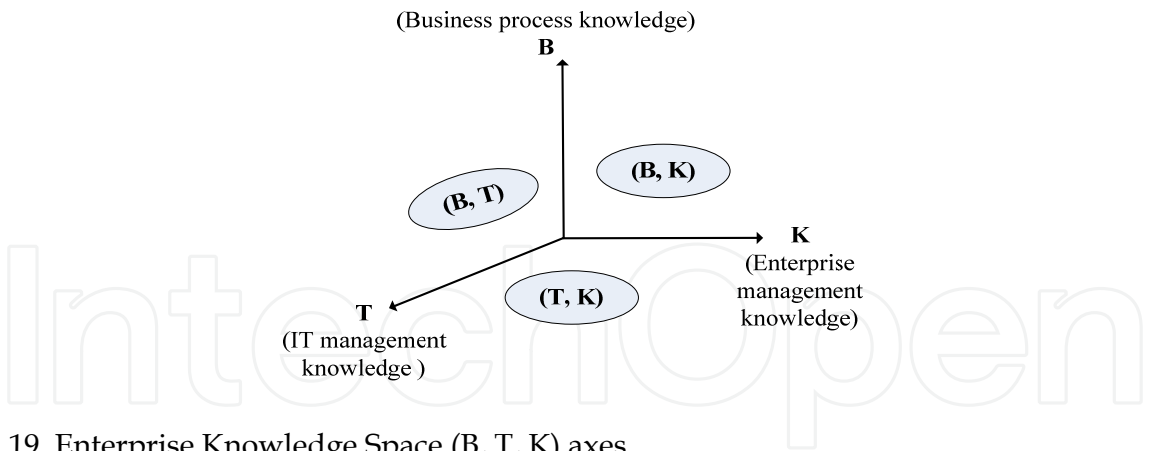 (Business process knowledge)
B
(B, K)
(B, T)
K
(Enterprise
management
knowledge)
(T, K)
T
(IT management
knowledge )
IntechOpen
19. Enterprise Knowledge Space (B, T, K) axes